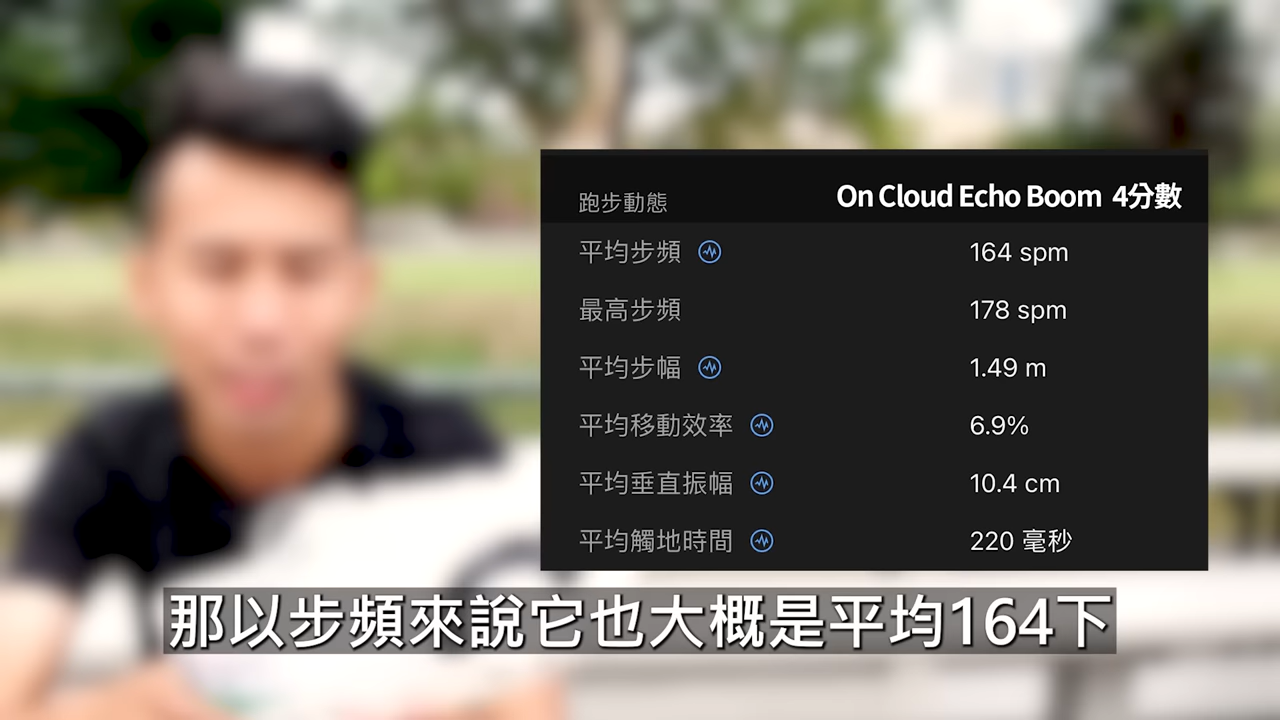 跑步動態 On Cloud Echo Boom 4分數
平均步頻 164 spm
最高步頻 178 spm
平均步幅 1.49 m
平均移動效率 6.9%
平均垂直振幅 10.4 cm
平均觸地時間 220 毫秒
那以步頻來說它也大概是平均164下